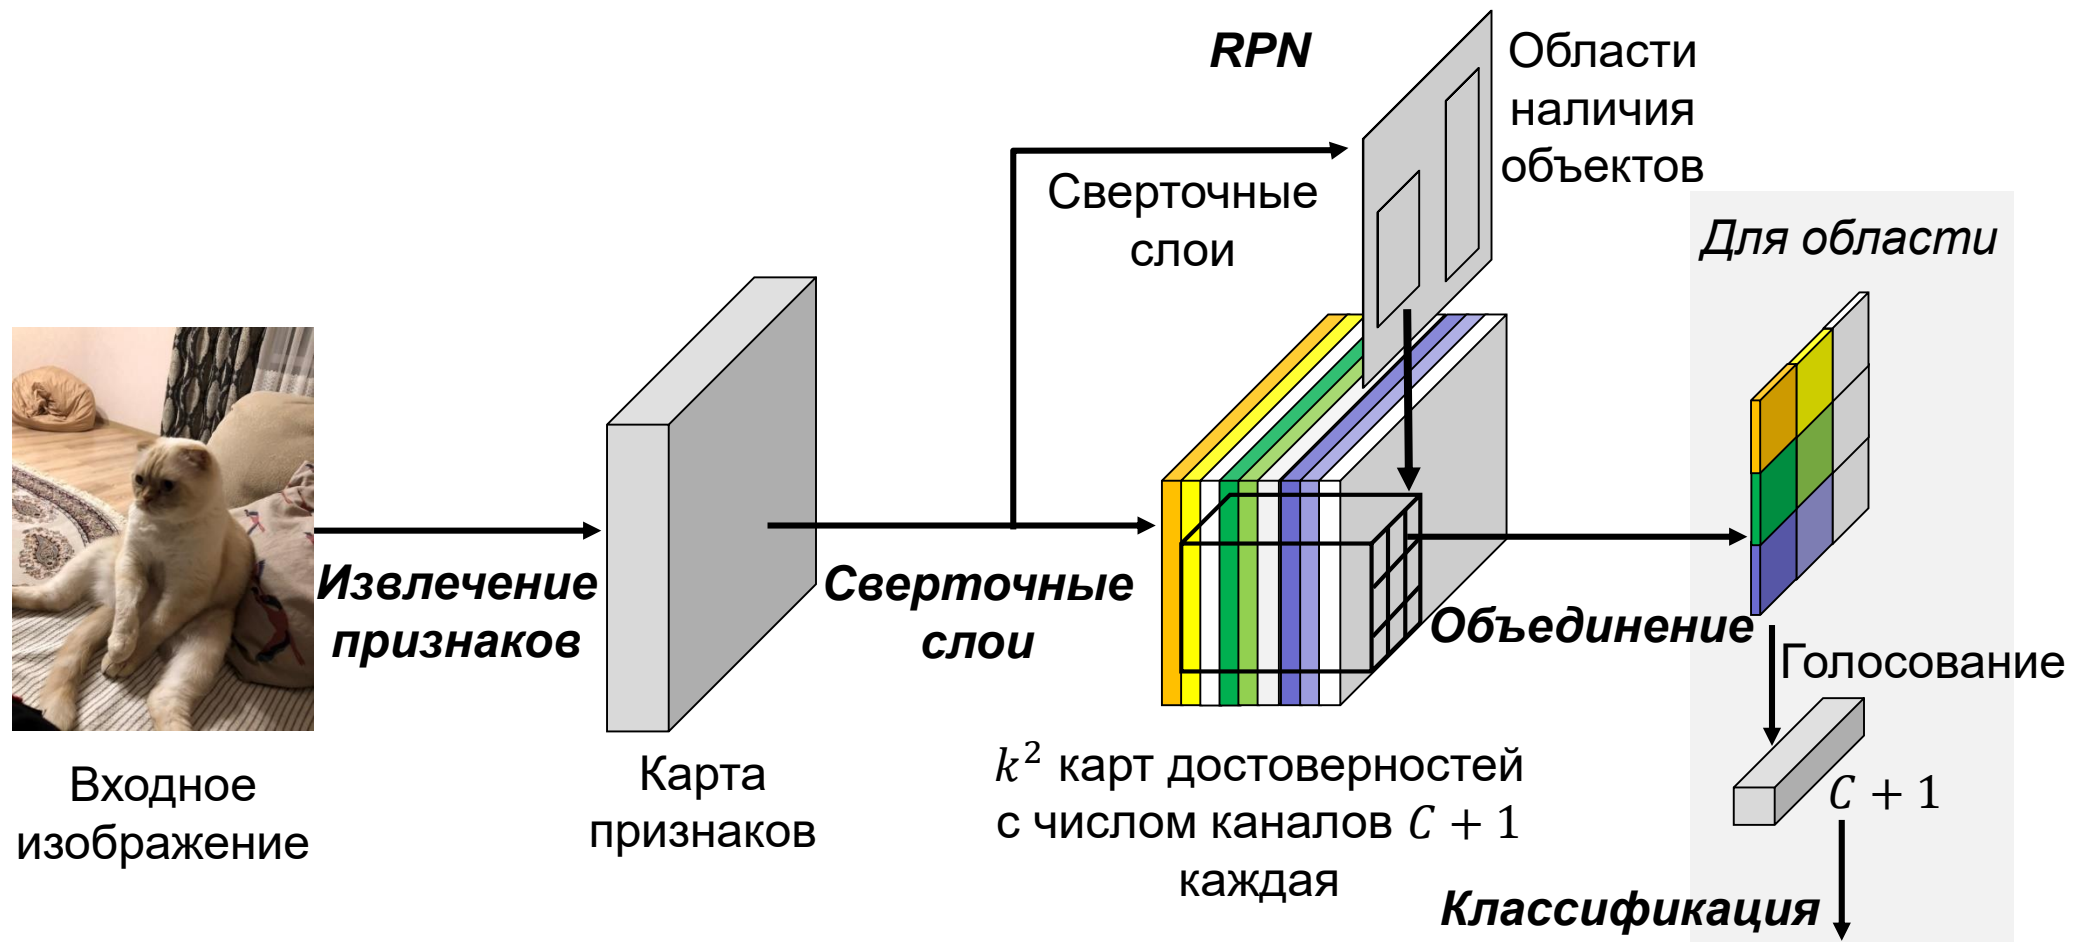 RPN
Области
наличия
объектов
Сверточные
слои
Для области
Извлечение
признаков
Сверточные
слои
Объединение
Голосование
Входное
изображение
Карта
признаков
k² карт достоверностей
с числом каналов C + 1
каждая
C + 1
Классификация